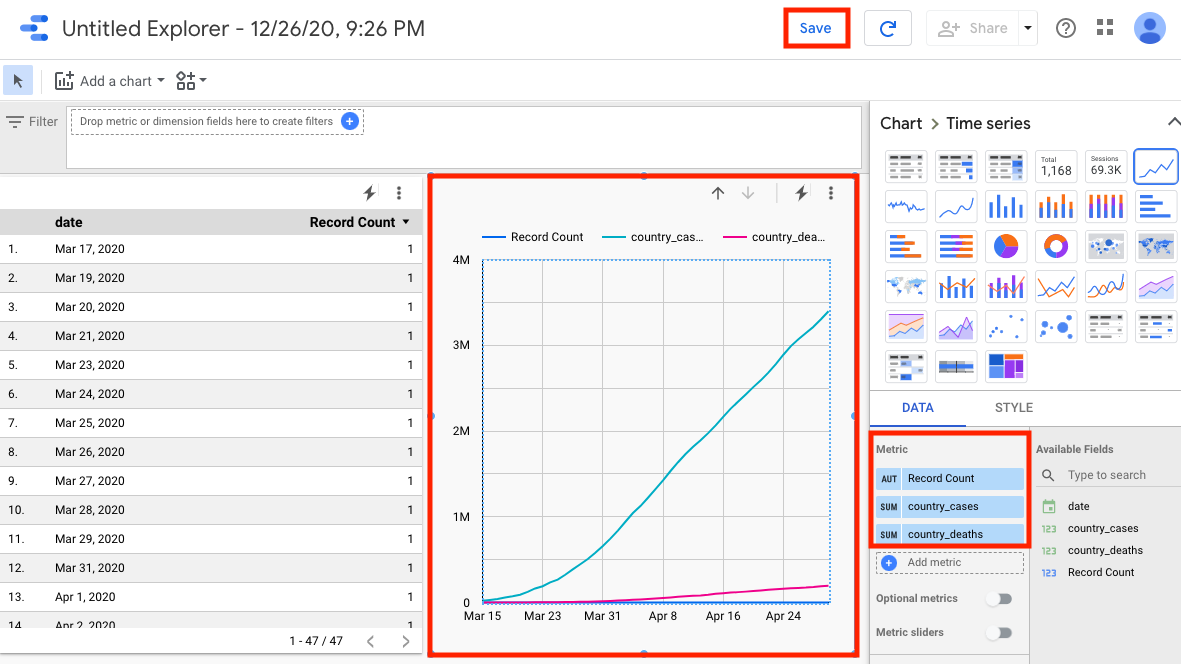 Untitled Explorer - 12/26/20, 9:26 PM
Save
Share
Add a chart
Filter
Drop metric or dimension fields here to create filters
date Record Count
1. Mar 17, 2020 1
2. Mar 19, 2020 1
3. Mar 20, 2020 1
4. Mar 21, 2020 1
5. Mar 23, 2020 1
6. Mar 24, 2020 1
7. Mar 25, 2020 1
8. Mar 26, 2020 1
9. Mar 27, 2020 1
10. Mar 28, 2020 1
11. Mar 29, 2020 1
12. Mar 31, 2020 1
13. Apr 1, 2020 1
14. Apr 2, 2020 1
1 - 47 / 47
Record Count country_cas... country_dea...
4M
3M
2M
1M
0
Mar 15 Mar 23 Mar 31 Apr 8 Apr 16 Apr 24
Chart > Time series
Total
1,168
Sessions
69.3K
DATA STYLE
Metric
AUT Record Count
SUM country_cases
SUM country_deaths
Add metric
Optional metrics
Metric sliders
Available Fields
Type to search
date
123 country_cases
123 country_deaths
123 Record Count